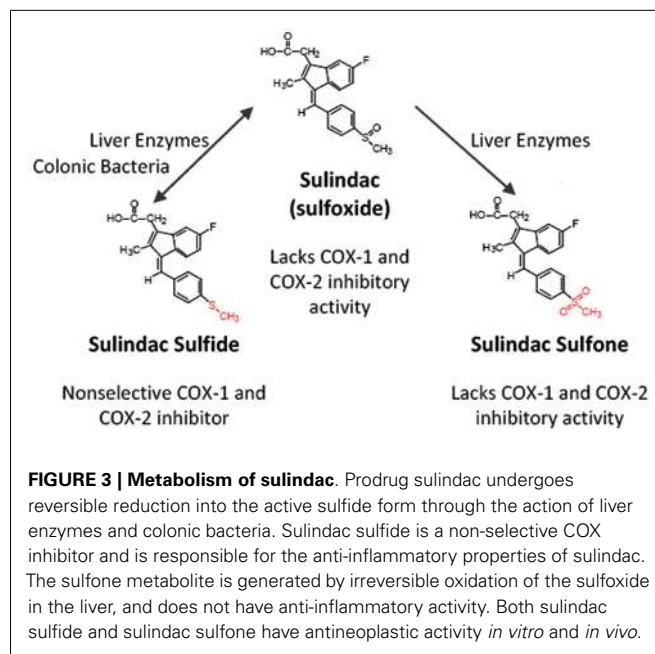 O
HO-C-CH₂
F
H₃C
H
S O
CH₃
Liver Enzymes
Colonic Bacteria
Liver Enzymes
Sulindac
(sulfoxide)
Lacks COX-1 and
COX-2 inhibitory
activity
O
HO-C-CH₂
F
H₃C
H
S
CH₃
Sulindac Sulfide
Nonselective COX-1 and
COX-2 inhibitor
O
HO-C-CH₂
F
H₃C
H
O
S
O CH₃
Sulindac Sulfone
Lacks COX-1 and COX-2
inhibitory activity
FIGURE 3 | Metabolism of sulindac. Prodrug sulindac undergoes
reversible reduction into the active sulfide form through the action of liver
enzymes and colonic bacteria. Sulindac sulfide is a non-selective COX
inhibitor and is responsible for the anti-inflammatory properties of sulindac.
The sulfone metabolite is generated by irreversible oxidation of the sulfoxide
in the liver, and does not have anti-inflammatory activity. Both sulindac
sulfide and sulindac sulfone have antineoplastic activity in vitro and in vivo.